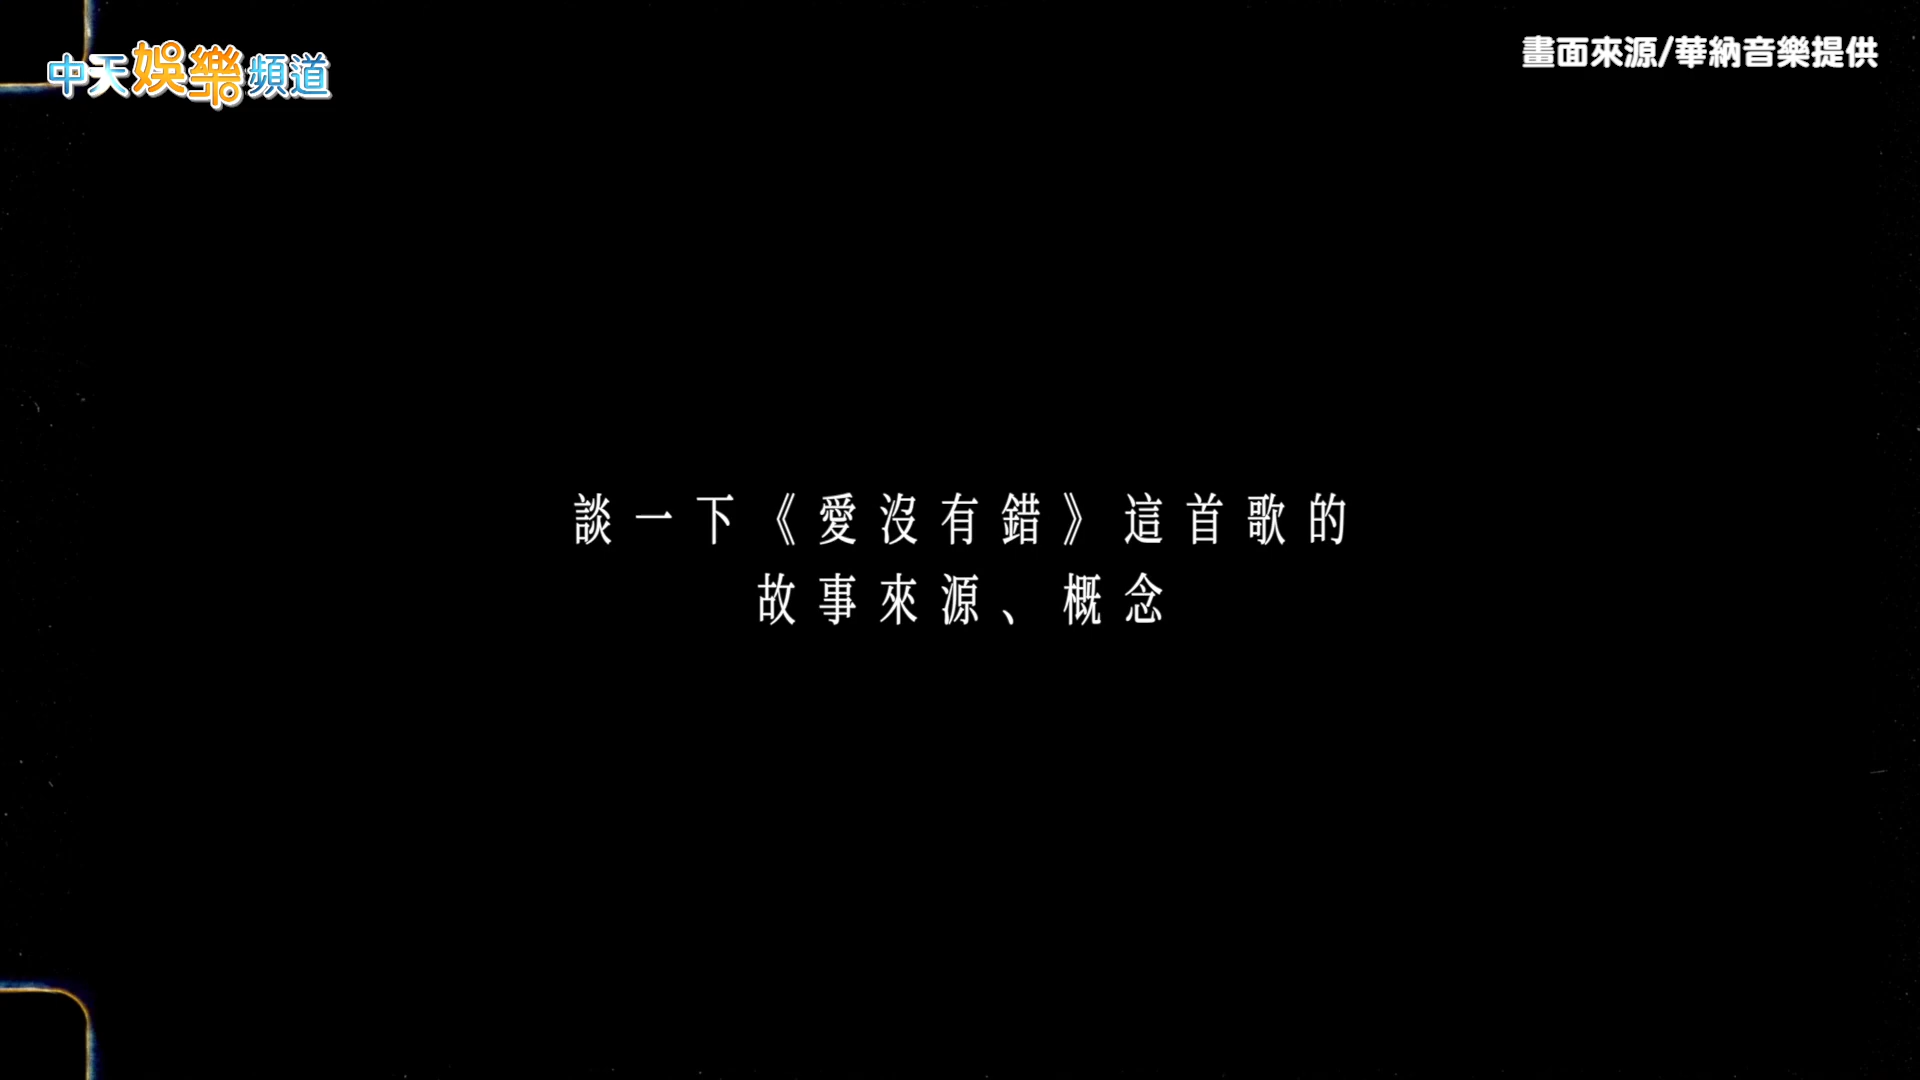 中天娛樂頻道
畫面來源/華納音樂提供
談一下《愛沒有錯》這首歌的
故事來源、概念